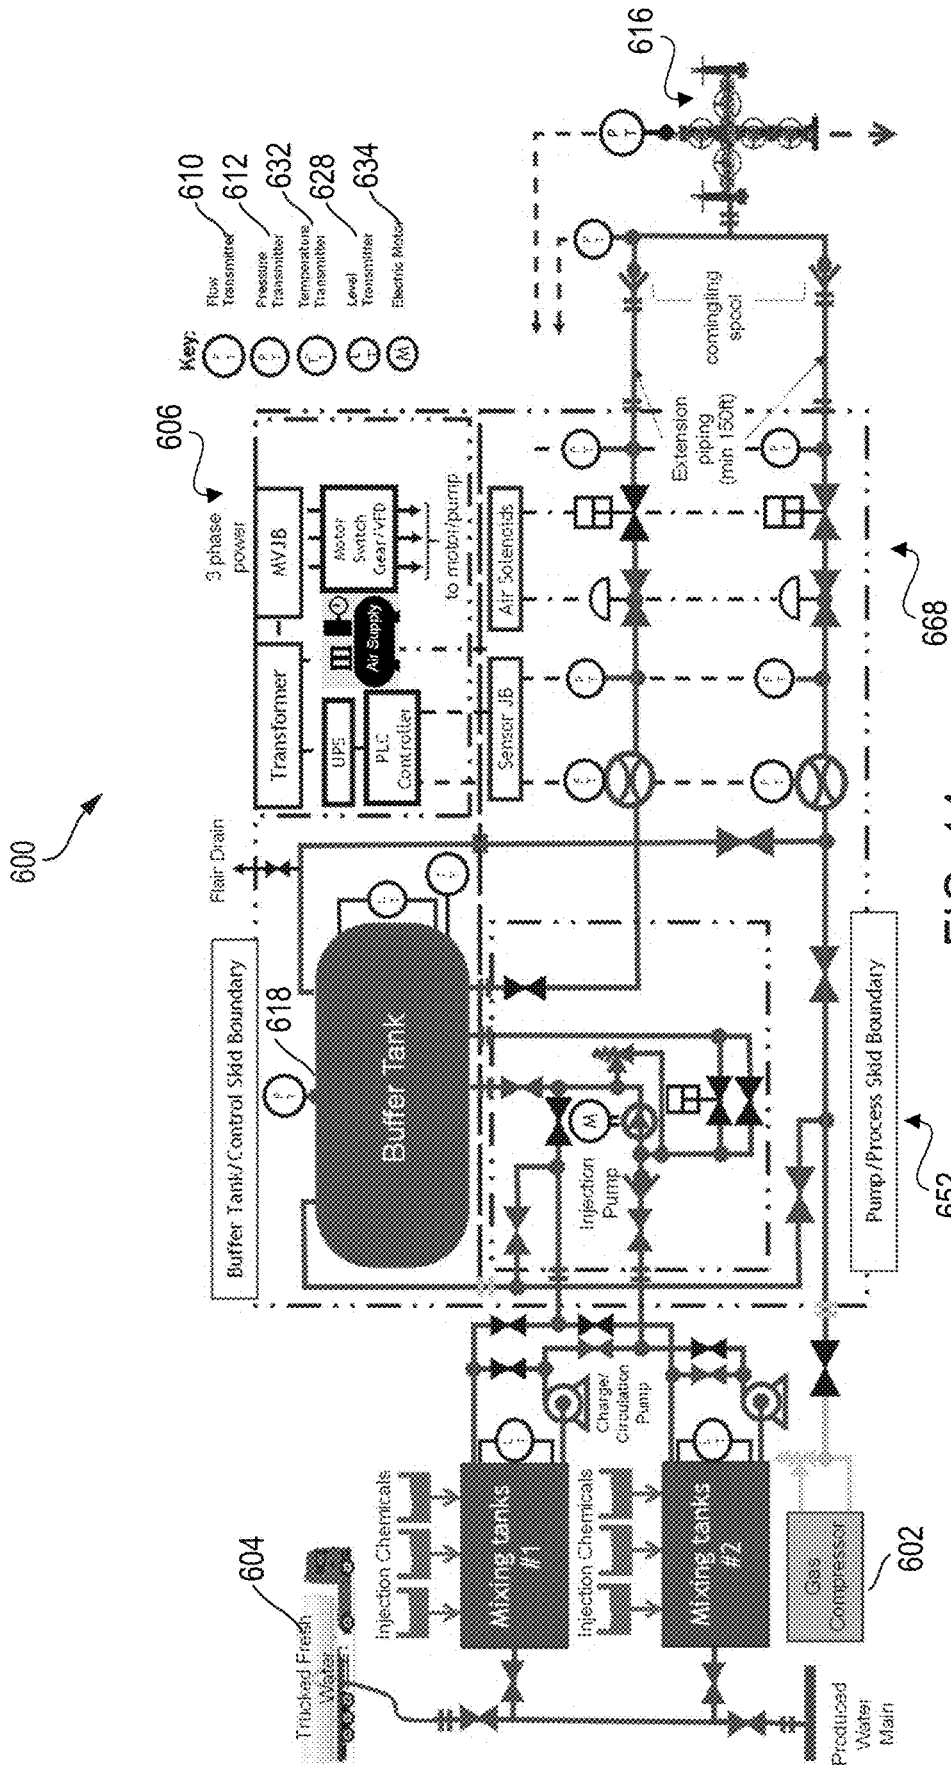 600
Trucked Fresh
Water
604
Injection Chemicals
Mixing tanks
#1
Injection Chemicals
Mixing tanks
#2
Gas
Compressor
602
Produced
Water
Main
Charge/
Circulation
Pump
Buffer Tank/Control Skid Boundary
618
Buffer Tank
Flair Drain
Injection
Pump
M
Pump/Process Skid Boundary
652
3 phase
power
606
Transformer
MVJB
UPS
PLC
Controller
Air Supply
Motor
Switch
Gear/VFD
to motor/pump
Sensor JB
Air Solenoids
668
Extension
piping
(min 150ft)
comingling
spool
616
Key:
Flow
Transmitter
610
Pressure
Transmitter
612
Temperature
Transmitter
632
Level
Transmitter
628
M
Electric Motor
634